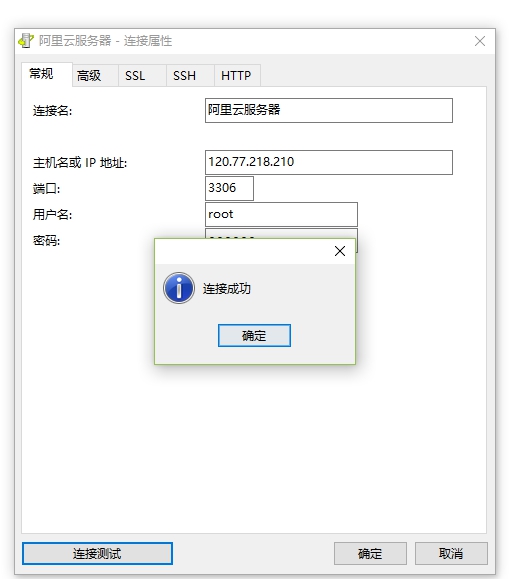 阿里云服务器 - 连接属性
常规 高级 SSL SSH HTTP
连接名: 阿里云服务器
主机名或 IP 地址: 120.77.218.210
端口: 3306
用户名: root
密码:
连接成功
确定
连接测试 确定 取消